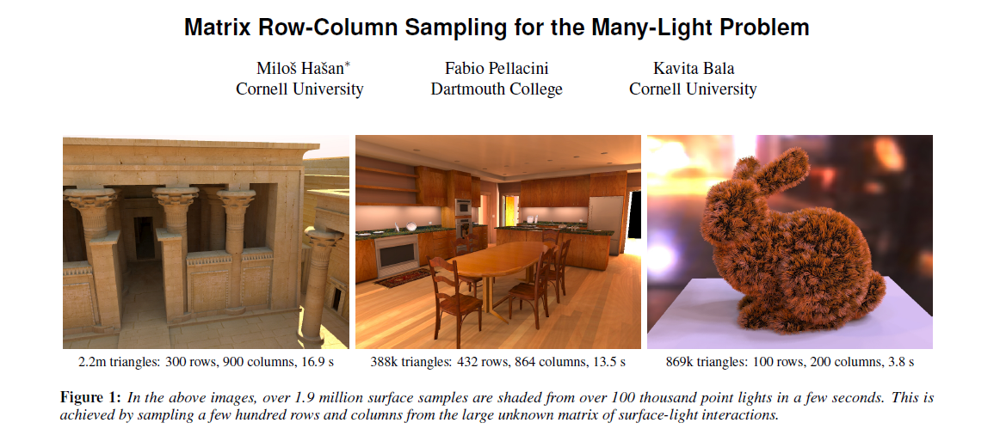 Matrix Row-Column Sampling for the Many-Light Problem
Miloš Hašan* Fabio Pellacini Kavita Bala
Cornell University Dartmouth College Cornell University
2.2m triangles: 300 rows, 900 columns, 16.9 s 388k triangles: 432 rows, 864 columns, 13.5 s 869k triangles: 100 rows, 200 columns, 3.8 s
Figure 1: In the above images, over 1.9 million surface samples are shaded from over 100 thousand point lights in a few seconds. This is
achieved by sampling a few hundred rows and columns from the large unknown matrix of surface-light interactions.